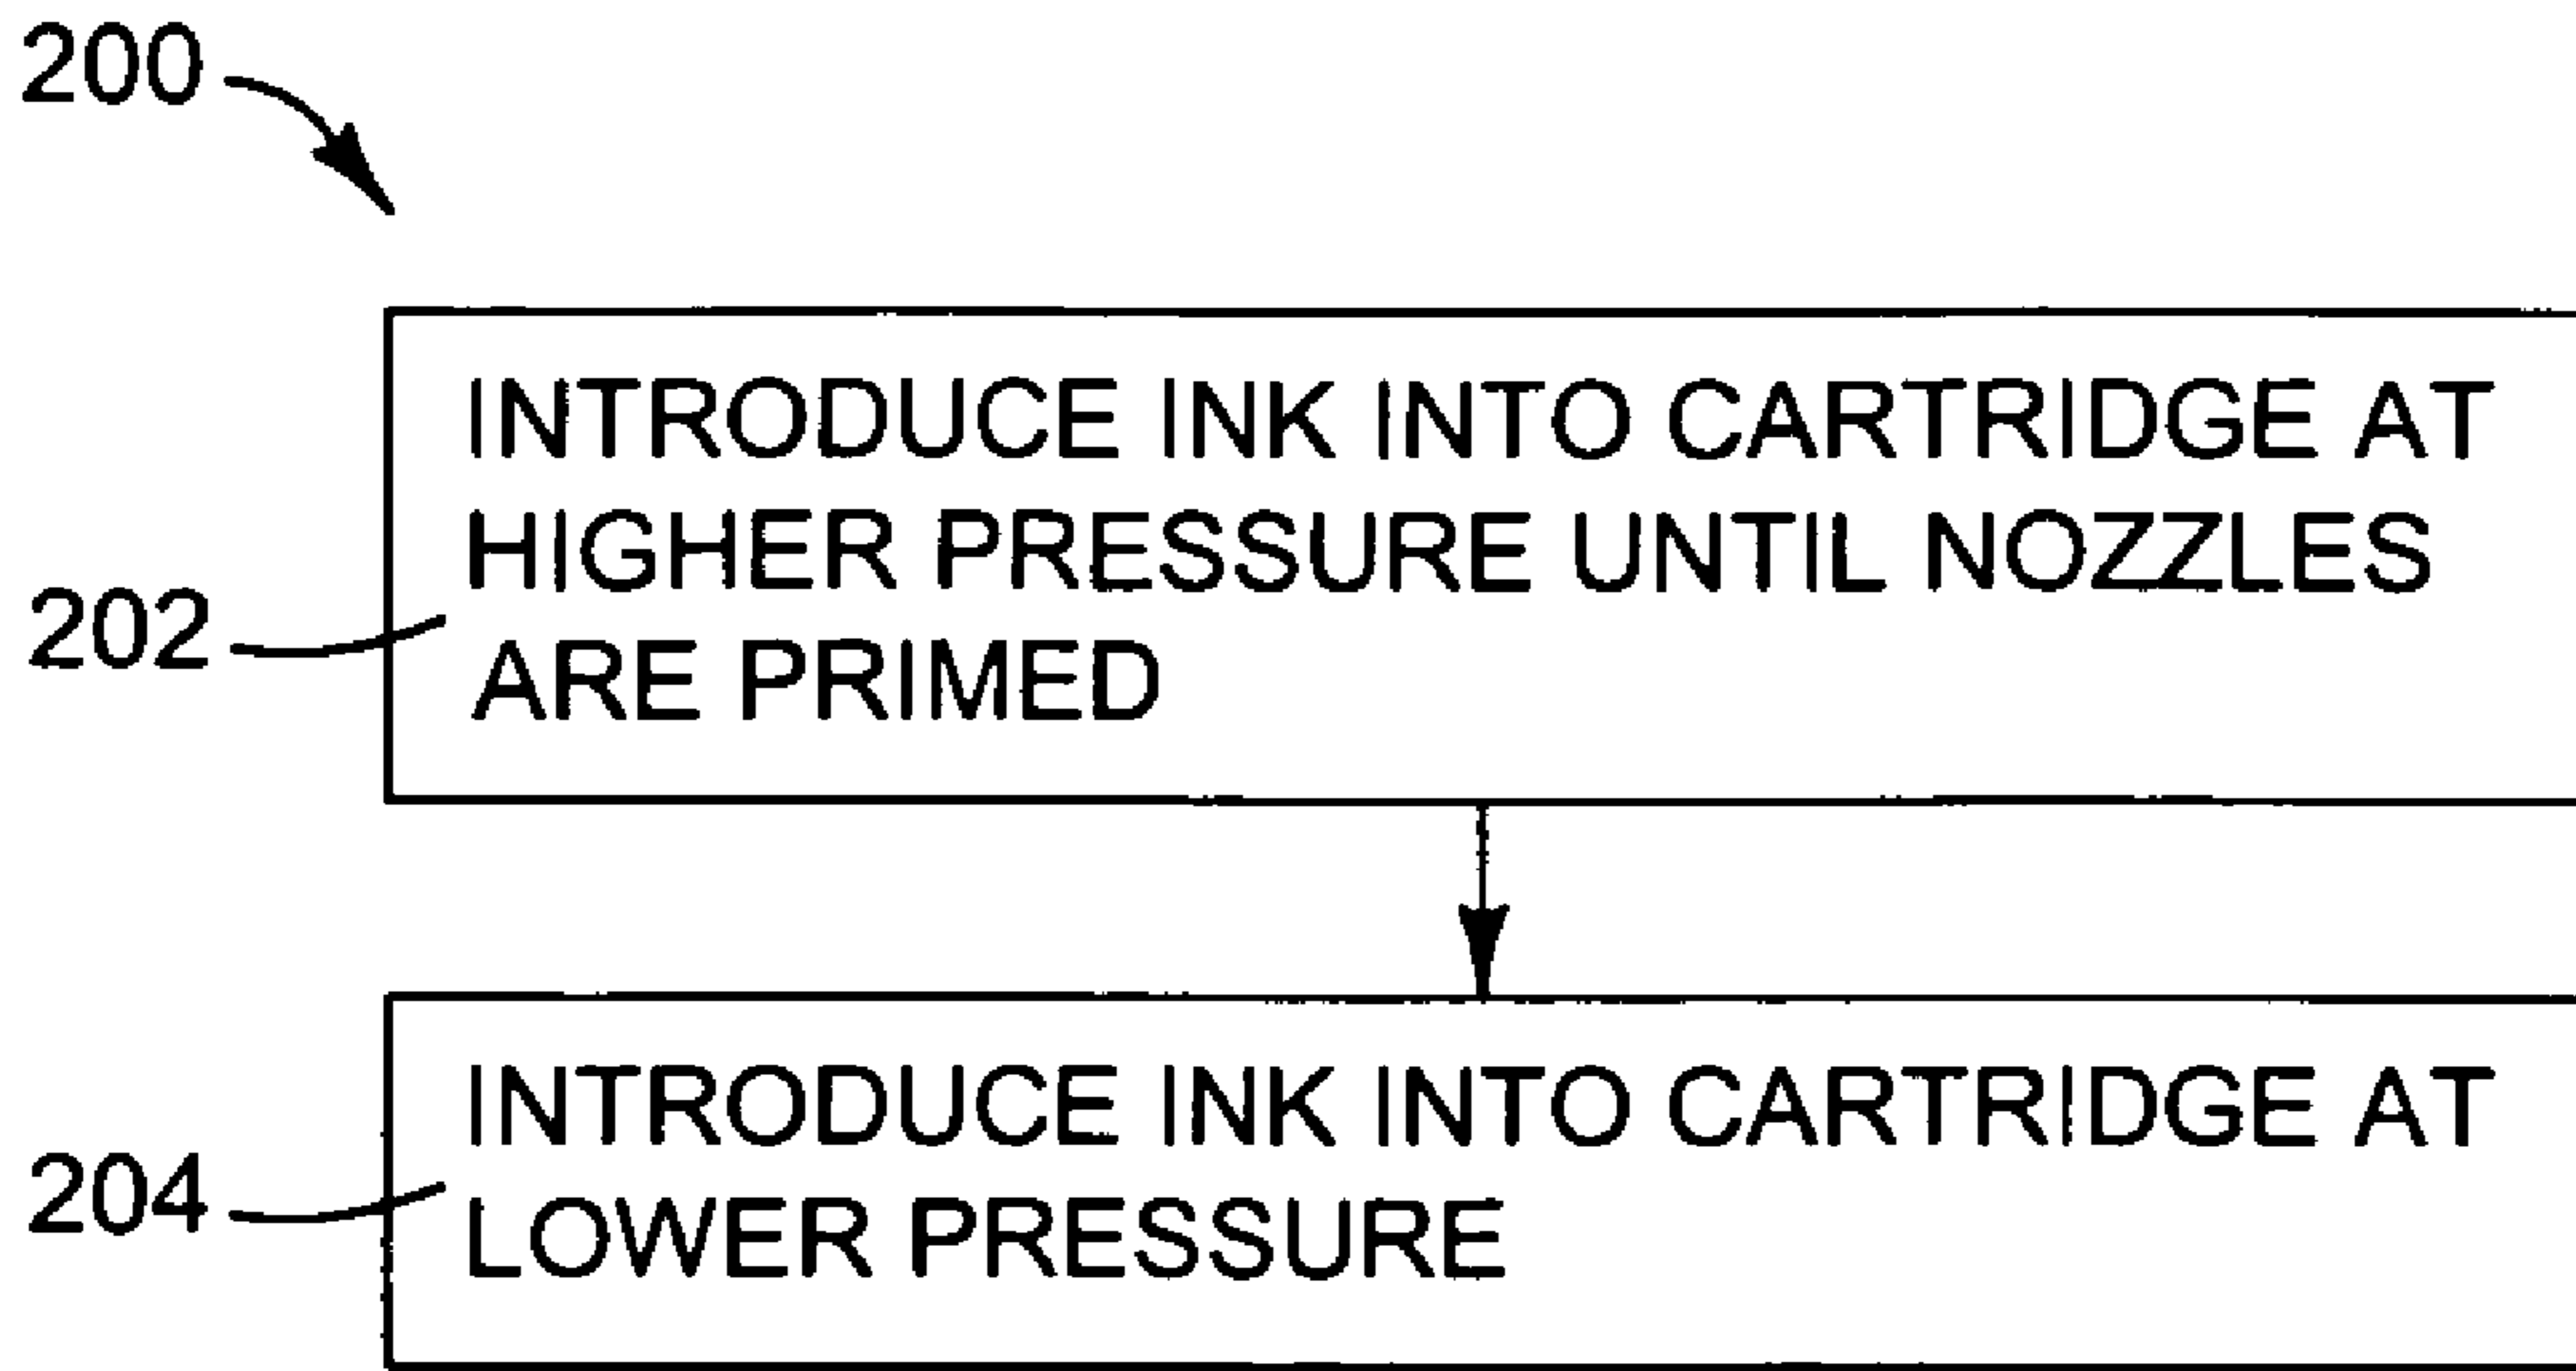 200
INTRODUCE INK INTO CARTRIDGE AT
HIGHER PRESSURE UNTIL NOZZLES
202
ARE PRIMED
INTRODUCE INK INTO CARTRIDGE AT
204
LOWER PRESSURE